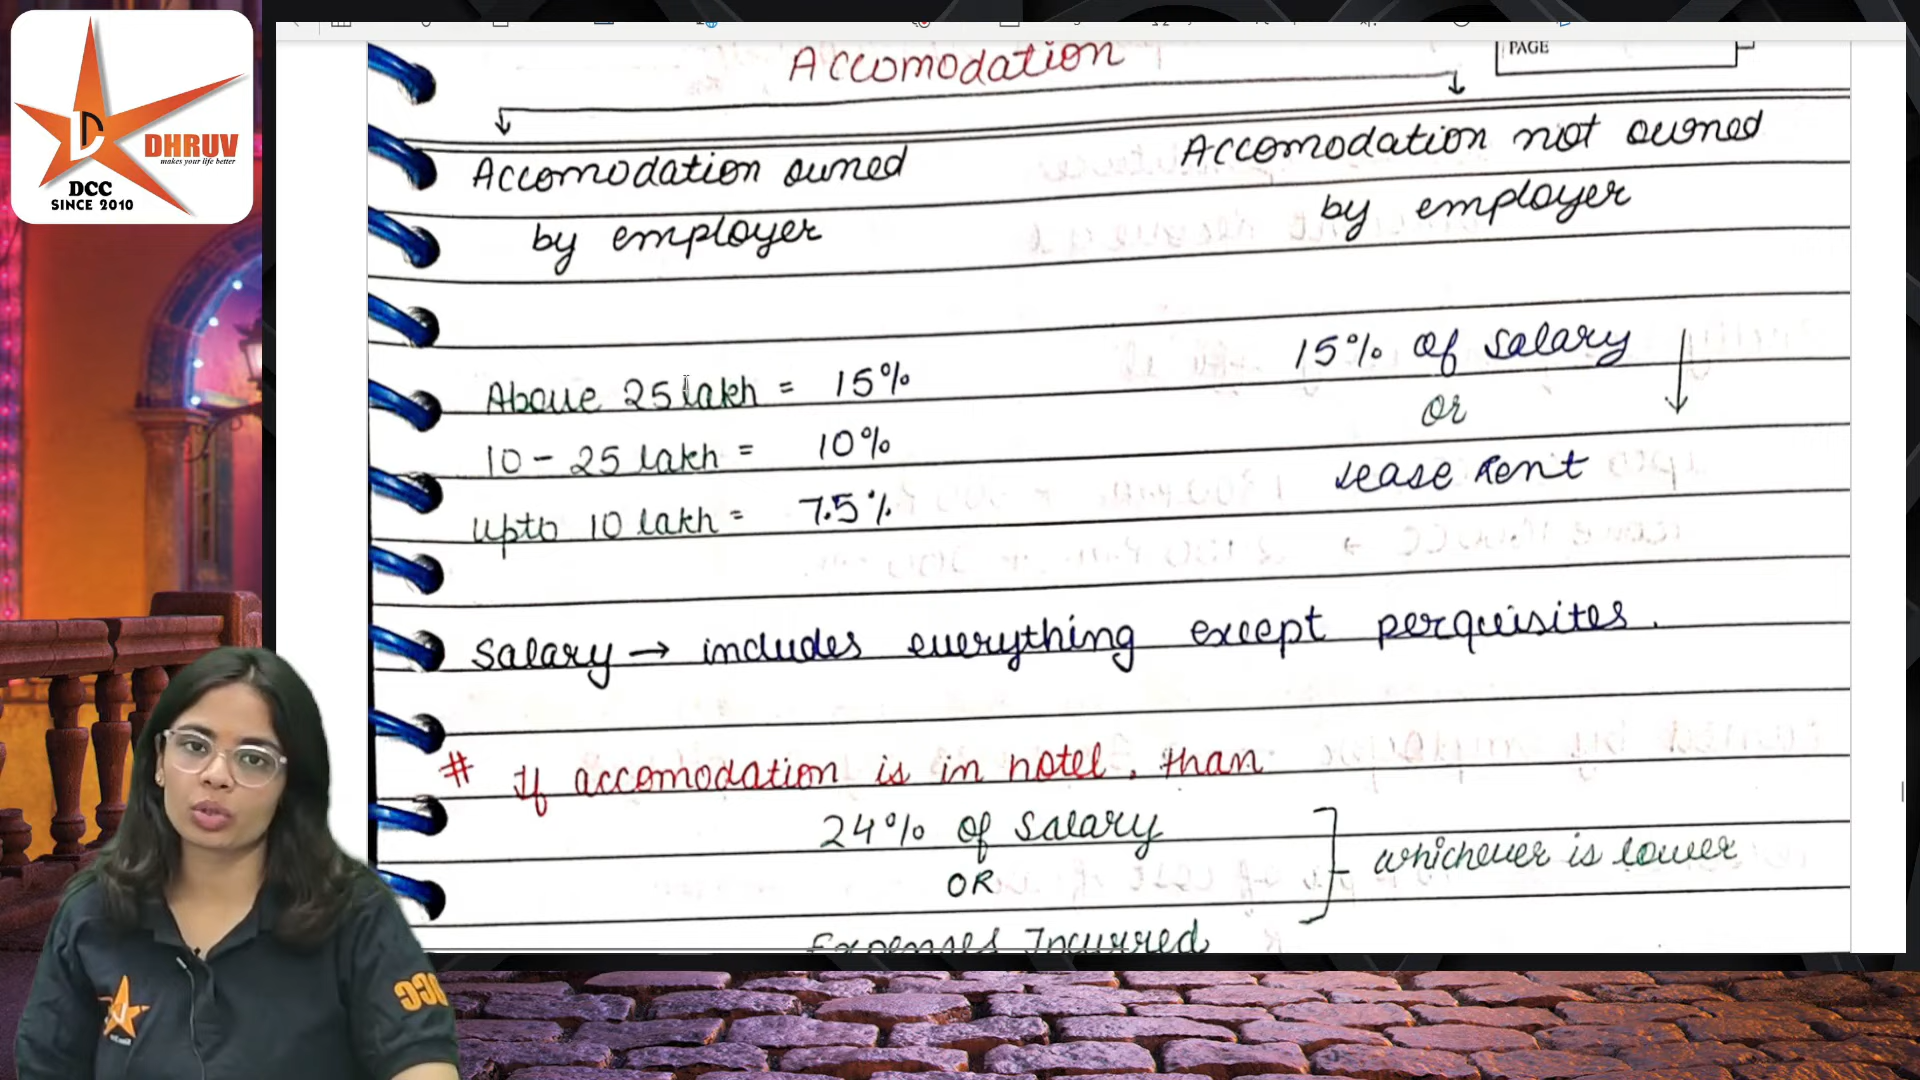 DHRUV
makes your life better
DCC
SINCE 2010
PAGE
Accomodation
Accomodation owned
by employer
Accomodation not owned
by employer
Above 25 lakh = 15%
10 - 25 lakh = 10%
Upto 10 lakh = 7.5%
15% of salary
or
lease rent
Salary → includes everything except perquisites.
# If accomodation is in hotel, than
24% of salary
OR
Expenses Incurred
whichever is lower